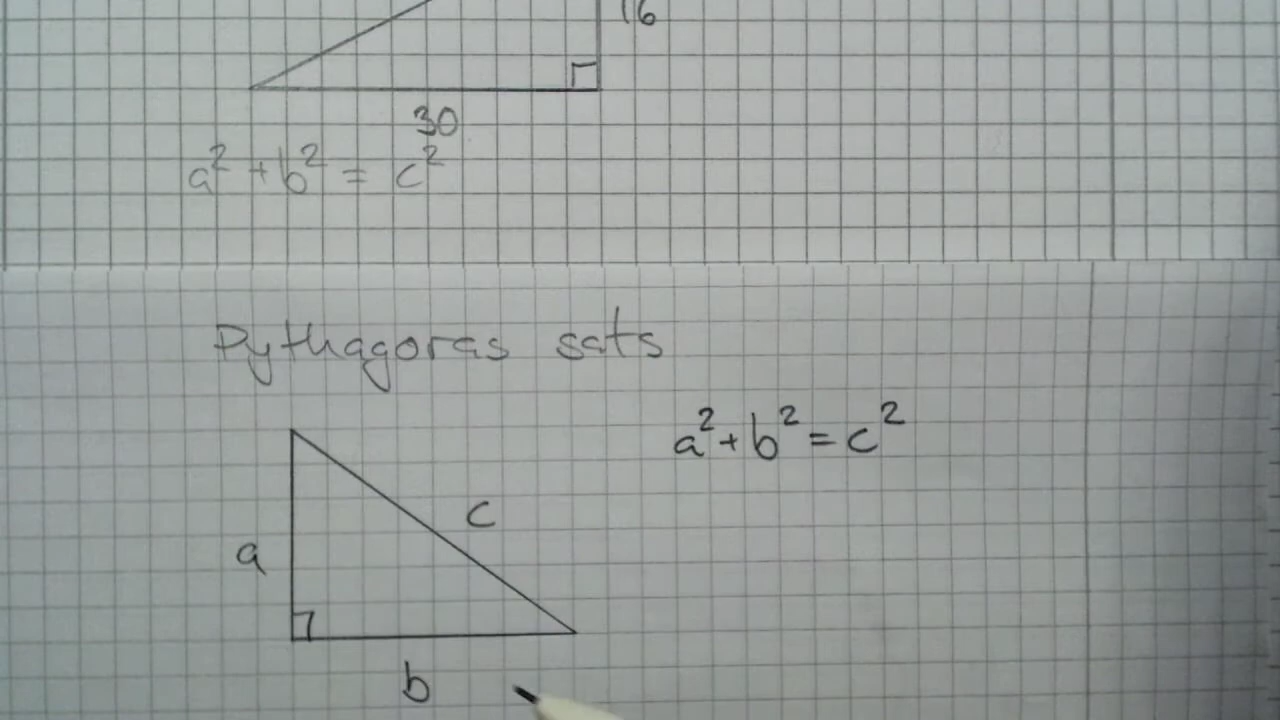 16
30
a² + b² = c²
Pythagoras sats
a² + b² = c²
c
a
b